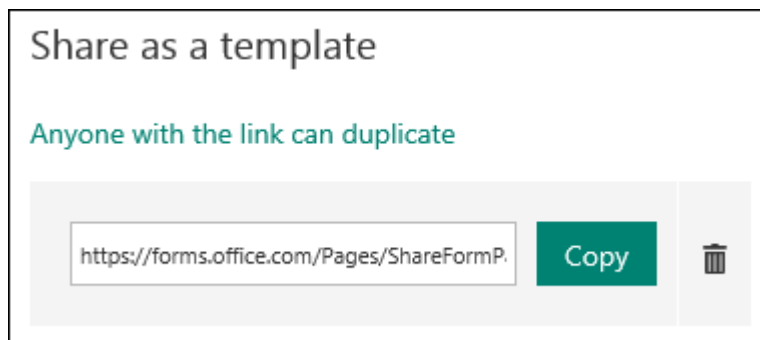 Share as a template
Anyone with the link can duplicate
https://forms.office.com/Pages/ShareFormP
Copy